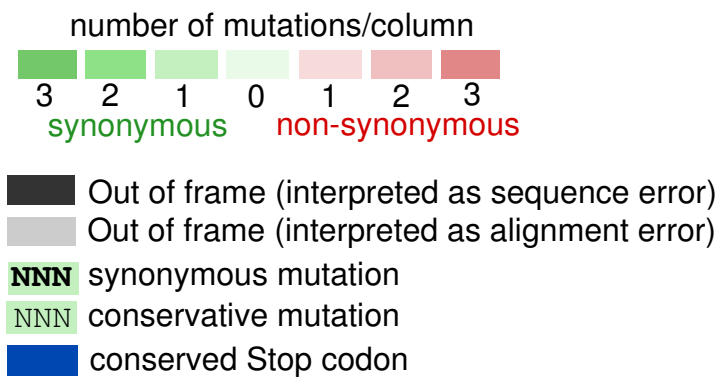 number of mutations/column
3 2 1 0 1 2 3
synonymous non-synonymous
Out of frame (interpreted as sequence error)
Out of frame (interpreted as alignment error)
NNN synonymous mutation
NNN conservative mutation
conserved Stop codon